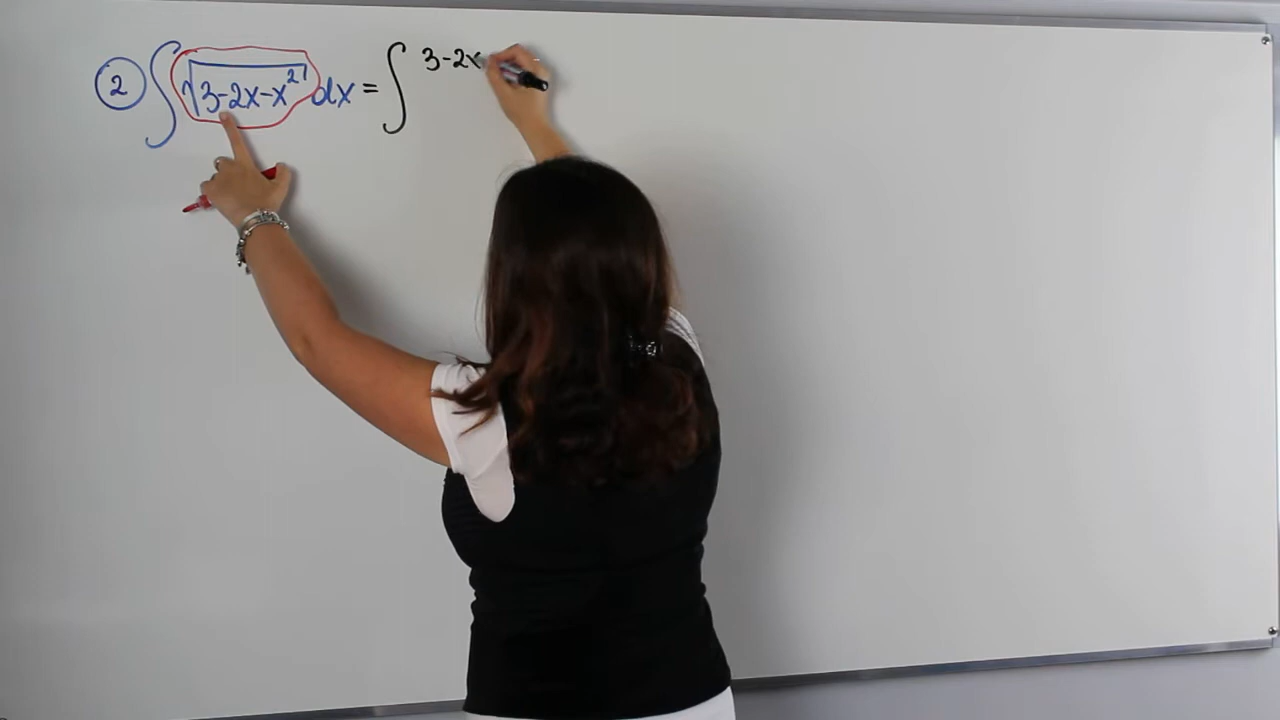 ② ∫√(3-2x-x²) dx = ∫ 3-2x